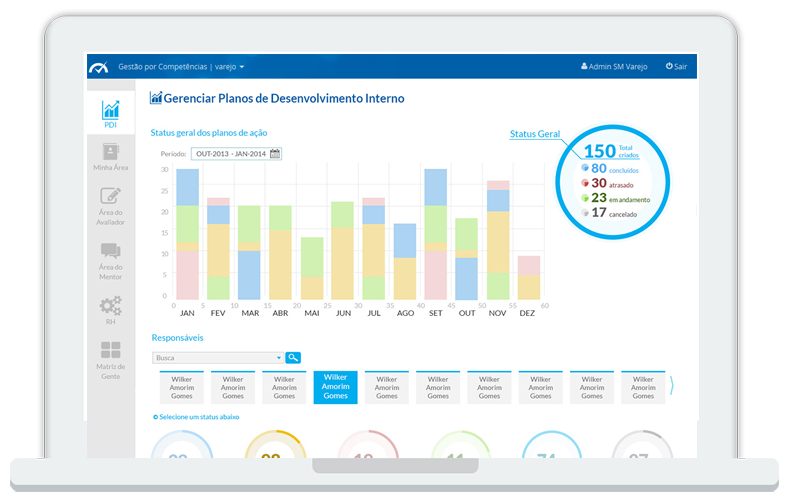 Gestão por Competências | varejo
Admin SM Varejo
Sair
PDI
Minha Área
Área do
Avaliador
Área do
Mentor
RH
Matriz de
Gente
Gerenciar Planos de Desenvolvimento Interno
Status geral dos planos de ação
Período:
OUT-2013 - JAN-2014
Status Geral
150 Total
criados
80 concluídos
30 atrasado
23 em andamento
17 cancelado
30
25
20
15
10
5
0
0 5 10 15 20 25 30 35 40 45 50 55 60
JAN FEV MAR ABR MAI JUN JUL AGO SET OUT NOV DEZ
Responsáveis
Busca
Wilker
Amorim
Gomes
Wilker
Amorim
Gomes
Wilker
Amorim
Gomes
Wilker
Amorim
Gomes
Wilker
Amorim
Gomes
Wilker
Amorim
Gomes
Wilker
Amorim
Gomes
Wilker
Amorim
Gomes
Wilker
Amorim
Gomes
Wilker
Amorim
Gomes
Selecione um status abaixo